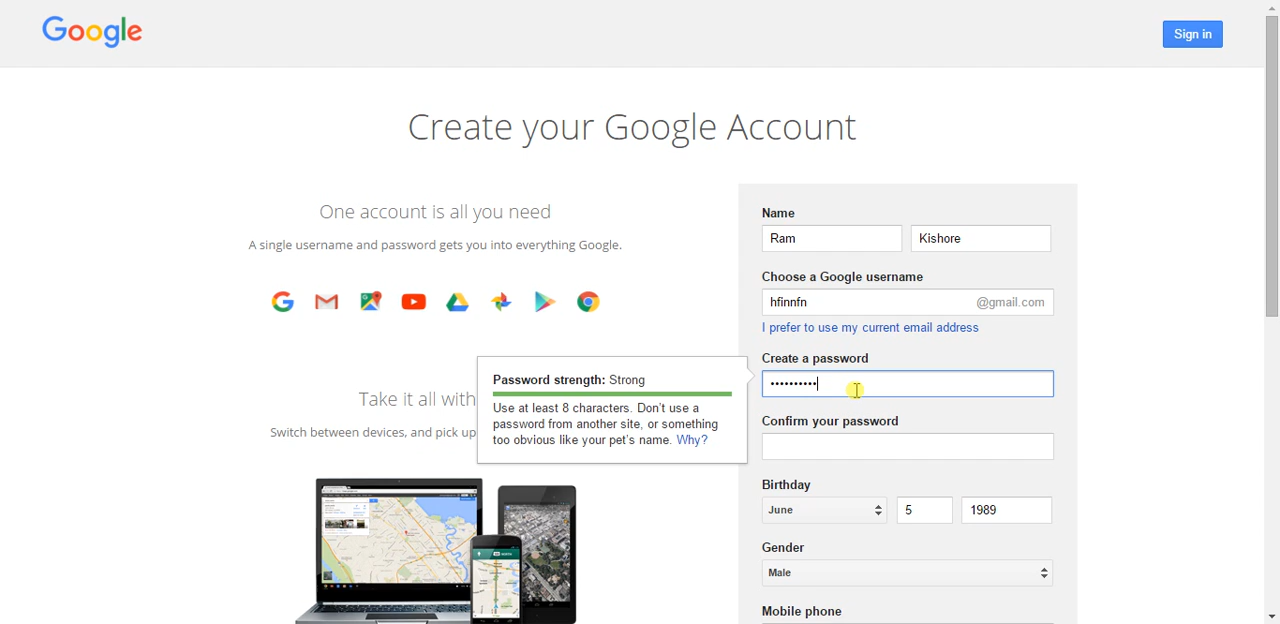 Google
Sign in
Create your Google Account
One account is all you need
A single username and password gets you into everything Google.
Take it all with
Switch between devices, and pick up
Name
Ram
Kishore
Choose a Google username
hfinnfn
@gmail.com
I prefer to use my current email address
Create a password
••••••••••
Password strength: Strong
Use at least 8 characters. Don't use a
password from another site, or something
too obvious like your pet's name. Why?
Confirm your password
Birthday
June
5
1989
Gender
Male
Mobile phone